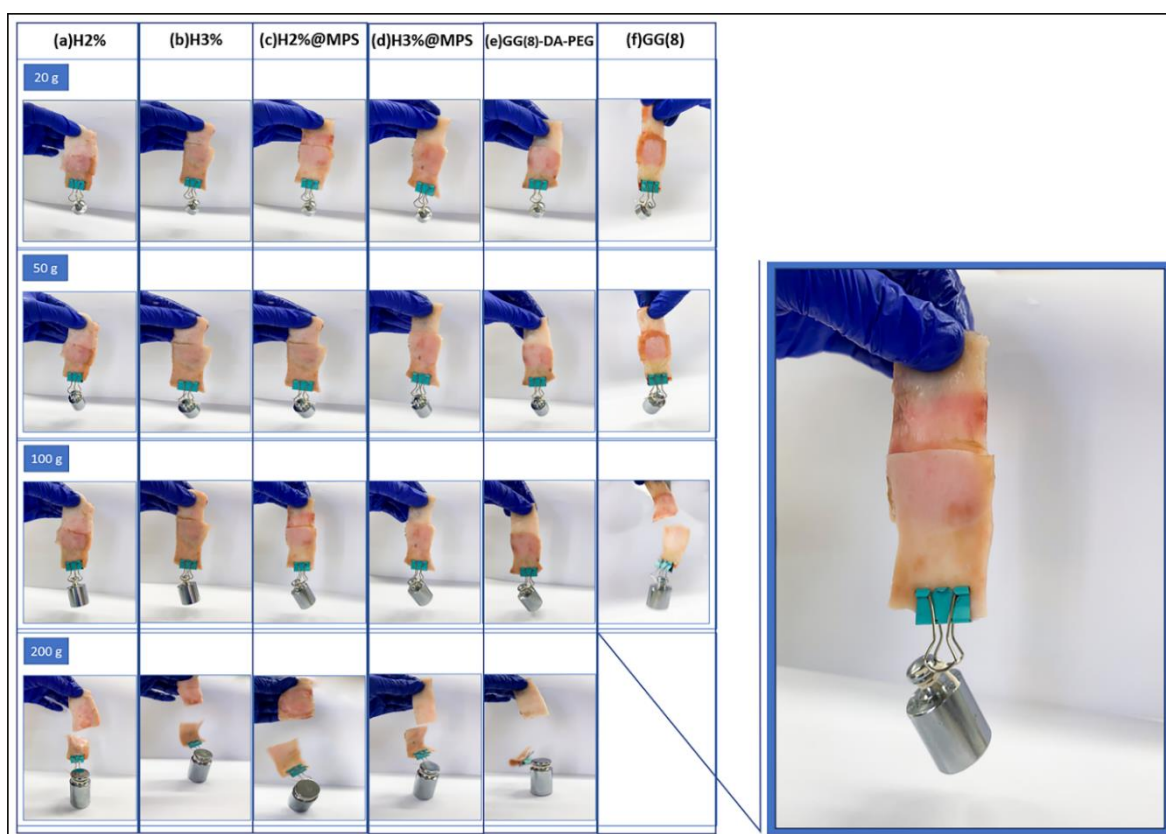 (a)H2% (b)H3% (c)H2%@MPS (d)H3%@MPS (e)GG(8)-DA-PEG (f)GG(8)
20 g
50 g
100 g
200 g